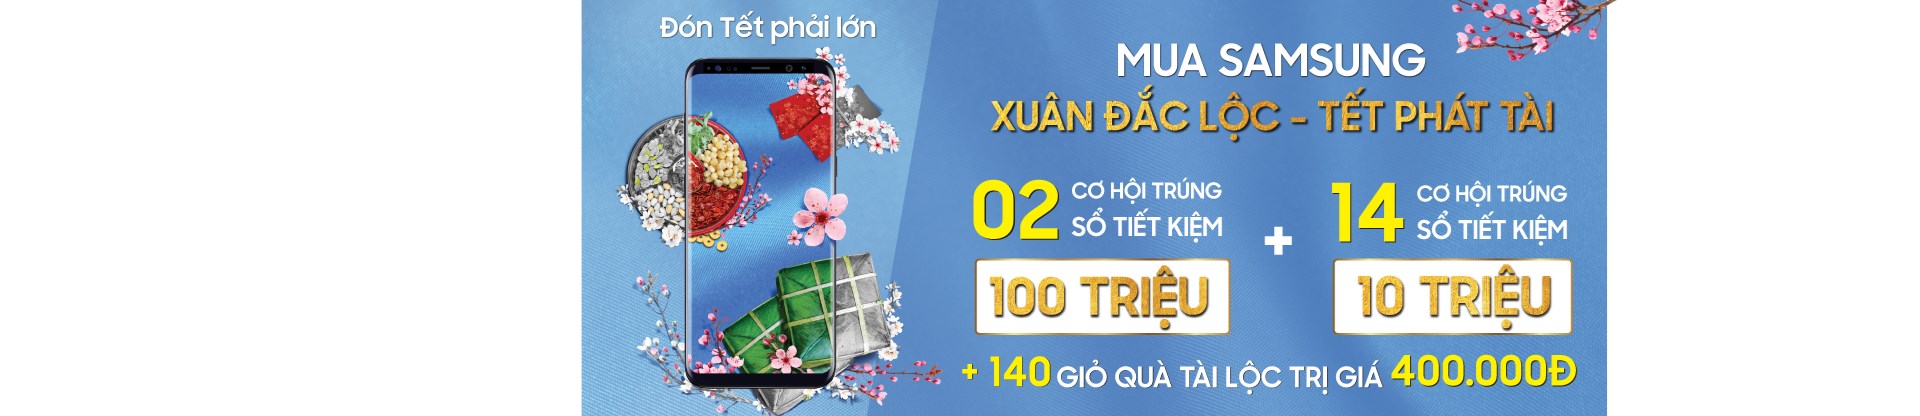 Đón Tết phải lớn
MUA SAMSUNG
XUÂN ĐẮC LỘC - TẾT PHÁT TÀI
02 CƠ HỘI TRÚNG
SỔ TIẾT KIỆM
100 TRIỆU
+
14 CƠ HỘI TRÚNG
SỔ TIẾT KIỆM
10 TRIỆU
+ 140 GIỎ QUÀ TÀI LỘC TRỊ GIÁ 400.000Đ